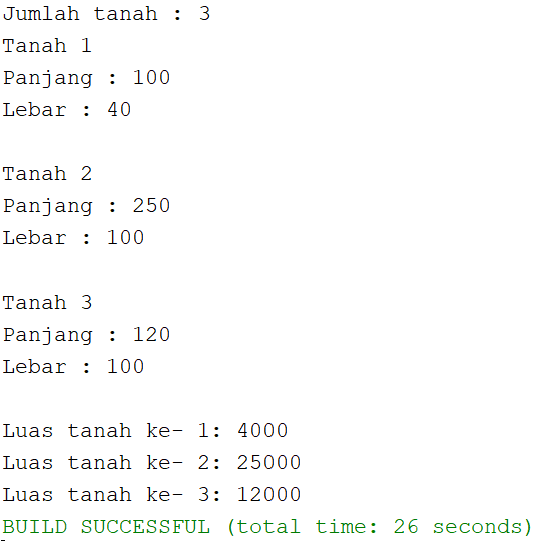 Jumlah tanah : 3
Tanah 1
Panjang : 100
Lebar : 40
Tanah 2
Panjang : 250
Lebar : 100
Tanah 3
Panjang : 120
Lebar : 100
Luas tanah ke- 1: 4000
Luas tanah ke- 2: 25000
Luas tanah ke- 3: 12000
BUILD SUCCESSFUL (total time: 26 seconds)